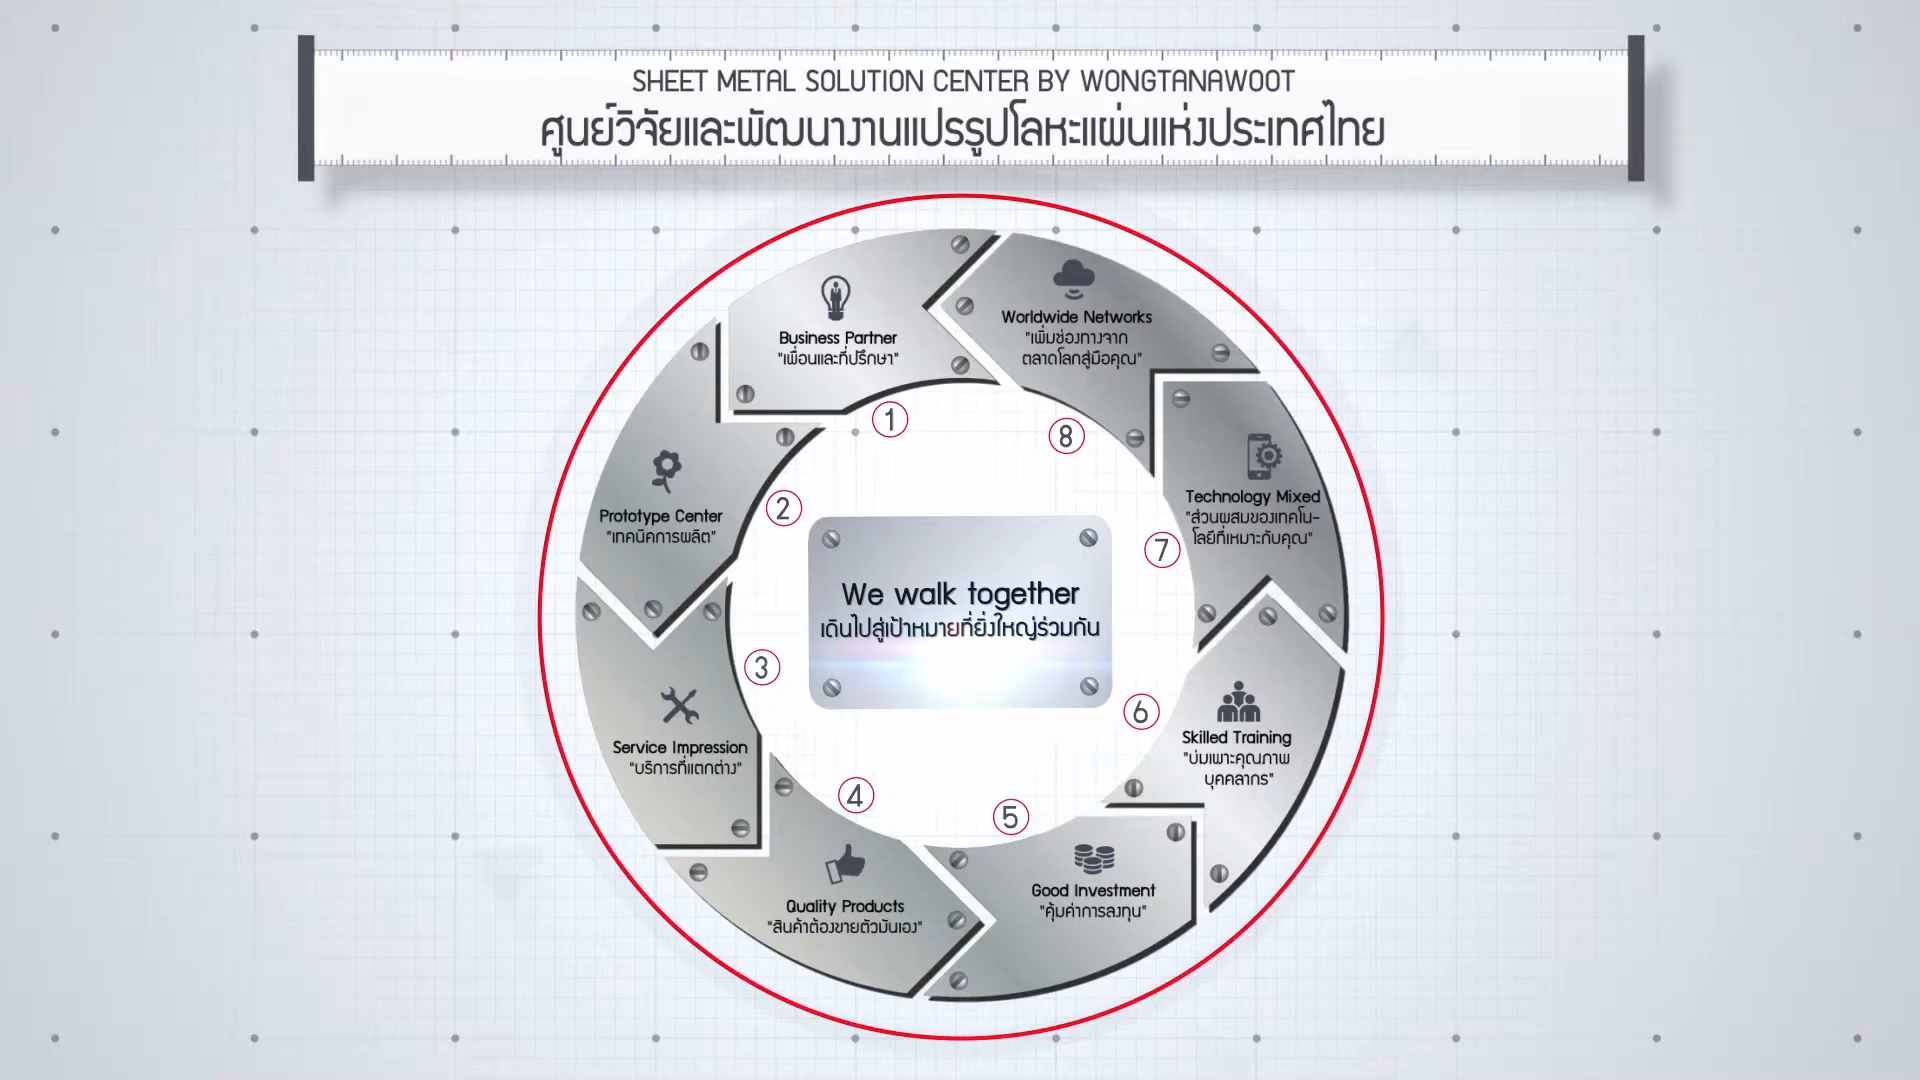 SHEET METAL SOLUTION CENTER BY WONGTANAWOOT
ศูนย์วิจัยและพัฒนางานแปรรูปโลหะแผ่นแห่งประเทศไทย
Business Partner
"เพื่อนและที่ปรึกษา"
1
Prototype Center
"เทคนิคการผลิต"
2
Service Impression
"บริการที่แตกต่าง"
3
Quality Products
"สินค้าต้องขายตัวมันเอง"
4
Good Investment
"คุ้มค่าการลงทุน"
5
Skilled Training
"บ่มเพาะคุณภาพ
บุคคลากร"
6
Technology Mixed
"ส่วนผสมของเทคโน-
โลยีที่เหมาะกับคุณ"
7
Worldwide Networks
"เพิ่มช่องทางจาก
ตลาดโลกสู่มือคุณ"
8
We walk together
เดินไปสู่เป้าหมายที่ยิ่งใหญ่ร่วมกัน